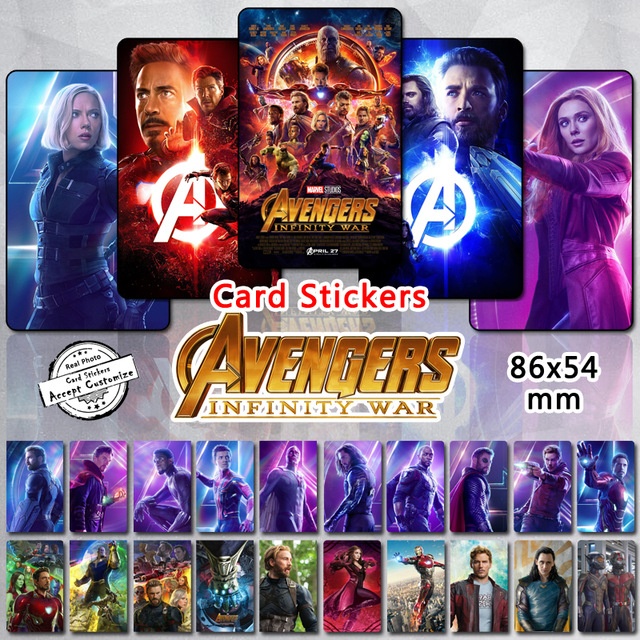 MARVEL STUDIOS
AVENGERS
INFINITY WAR
APRIL 27
Card Stickers
AVENGERS
INFINITY WAR
Real Photo
Card Stickers
Accept Customize
86x54
mm